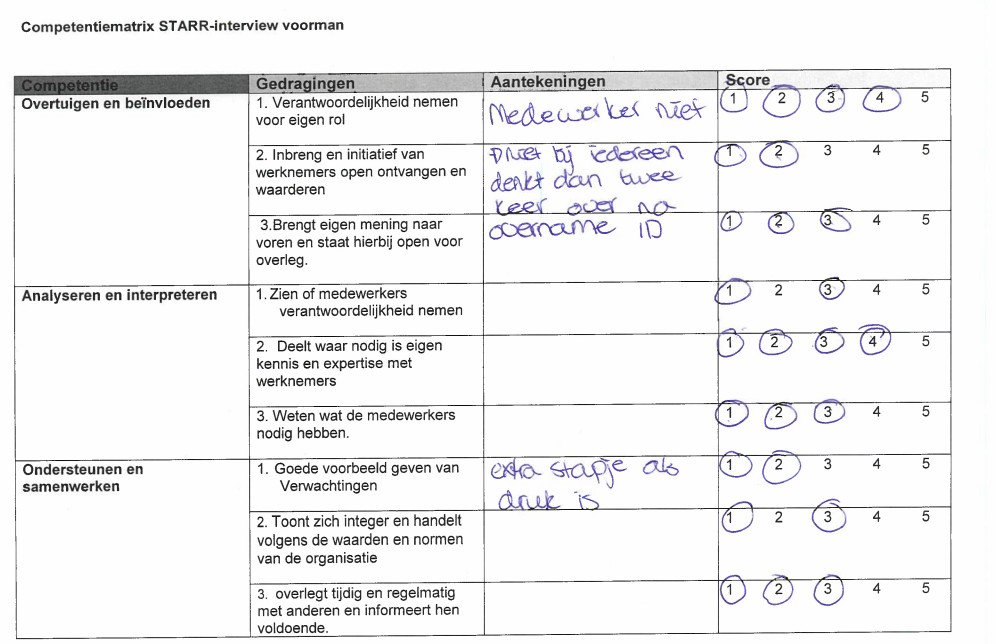 Competentiematrix STARR-interview voorman
Competentie Gedragingen Aantekeningen Score
Overtuigen en beïnvloeden 1. Verantwoordelijkheid nemen Medewerker niet 1 2 3 4 5
voor eigen rol
2. Inbreng en initiatief van Niet bij iedereen 1 2 3 4 5
werknemers open ontvangen en denkt dan twee
waarderen keer over na
3.Brengt eigen mening naar overname ID 1 2 3 4 5
voren en staat hierbij open voor
overleg.
Analyseren en interpreteren 1. Zien of medewerkers 1 2 3 4 5
verantwoordelijkheid nemen
2. Deelt waar nodig is eigen 1 2 3 4 5
kennis en expertise met
werknemers
3. Weten wat de medewerkers 1 2 3 4 5
nodig hebben.
Ondersteunen en 1. Goede voorbeeld geven van extra stapje als 1 2 3 4 5
samenwerken Verwachtingen druk is
2. Toont zich integer en handelt 1 2 3 4 5
volgens de waarden en normen
van de organisatie
3. overlegt tijdig en regelmatig 1 2 3 4 5
met anderen en informeert hen
voldoende.